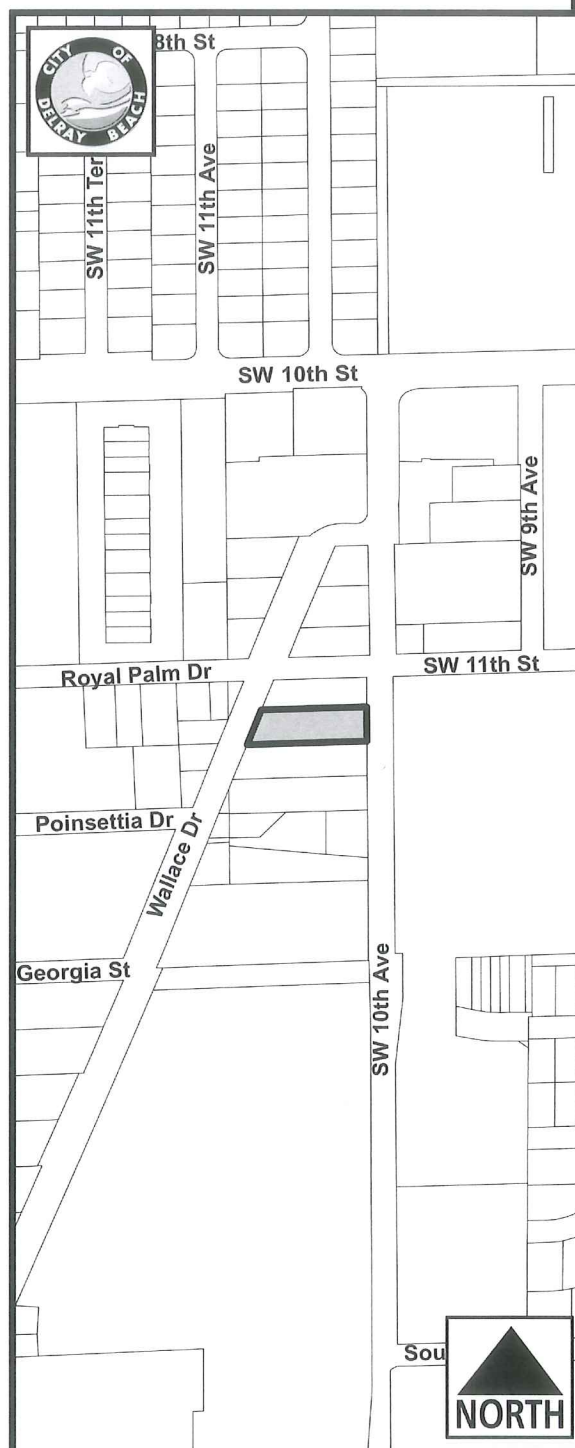 CITY OF
DELRAY BEACH
8th St
SW 11th Ter
SW 11th Ave
SW 10th St
SW 9th Ave
Royal Palm Dr
SW 11th St
Poinsettia Dr
Wallace Dr
Georgia St
SW 10th Ave
Sou
NORTH